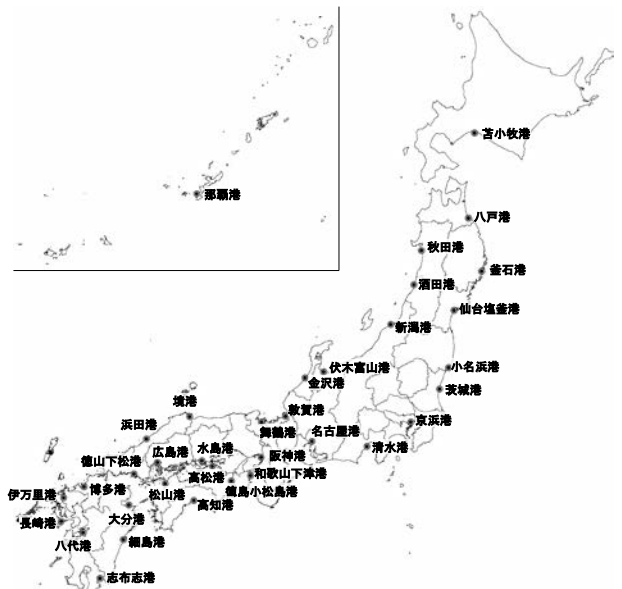 苫小牧港
那覇港
八戸港
秋田港
釜石港
酒田港
仙台塩釜港
新潟港
伏木富山港
小名浜港
金沢港
茨城港
境港
敦賀港
京浜港
浜田港
舞鶴港
名古屋港
清水港
広島港
水島港
阪神港
徳山下松港
高松港
和歌山下津港
伊万里港
博多港
松山港
徳島小松島港
高知港
長崎港
大分港
八代港
細島港
志布志港